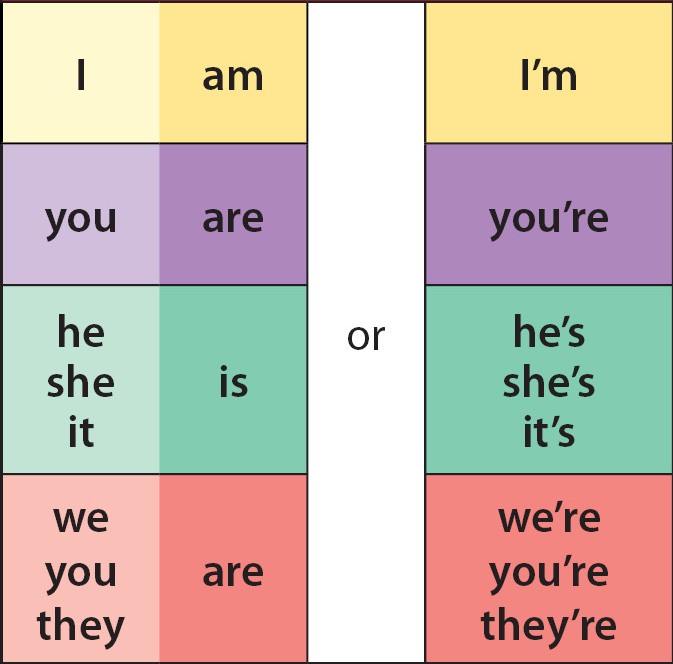 I am I'm
you are you're
he he's
she is or she's
it it's
we we're
you are you're
they they're